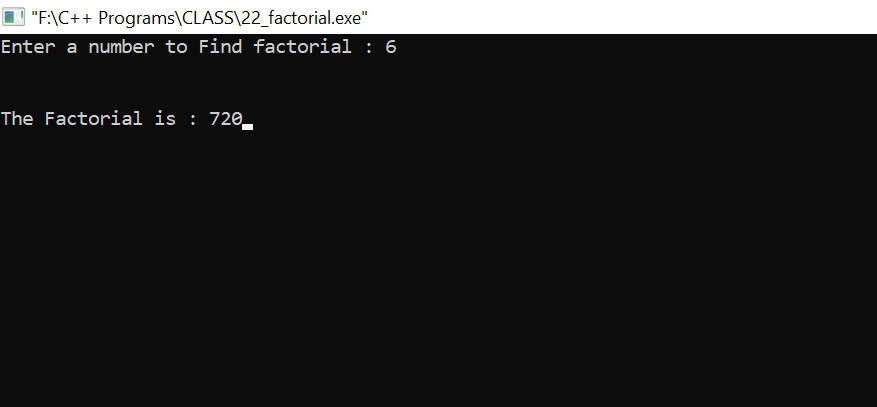 "F:\C++ Programs\CLASS\22_factorial.exe"
Enter a number to Find factorial : 6
The Factorial is : 720